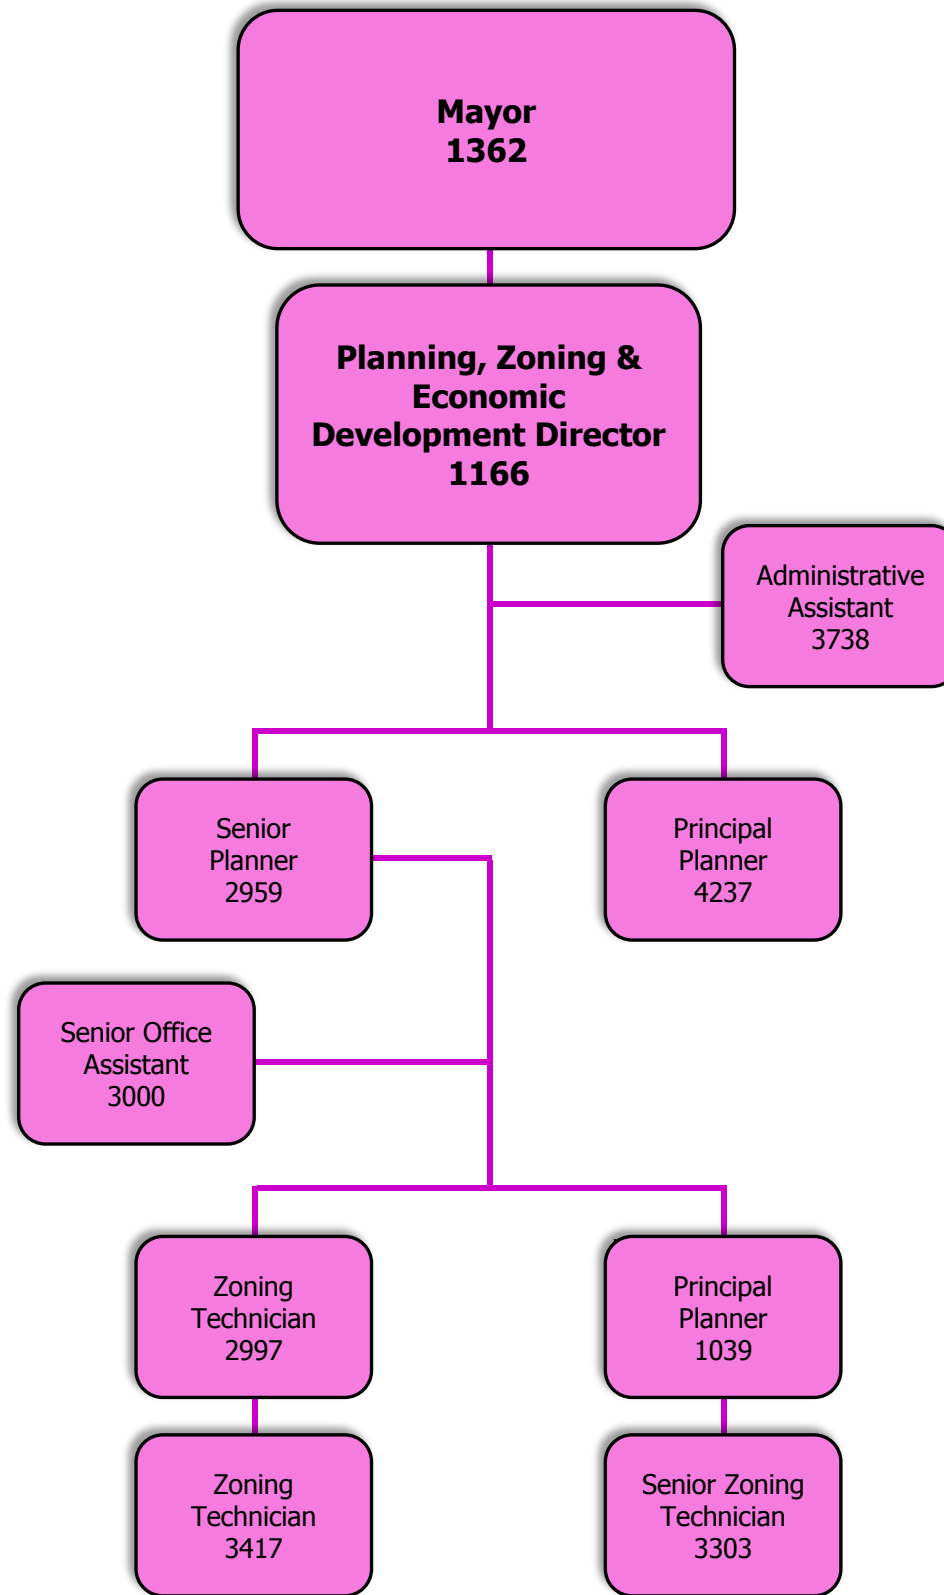 Mayor
1362
Planning, Zoning &
Economic
Development Director
1166
Administrative
Assistant
3738
Senior
Planner
2959
Principal
Planner
4237
Senior Office
Assistant
3000
Zoning
Technician
2997
Principal
Planner
1039
Zoning
Technician
3417
Senior Zoning
Technician
3303